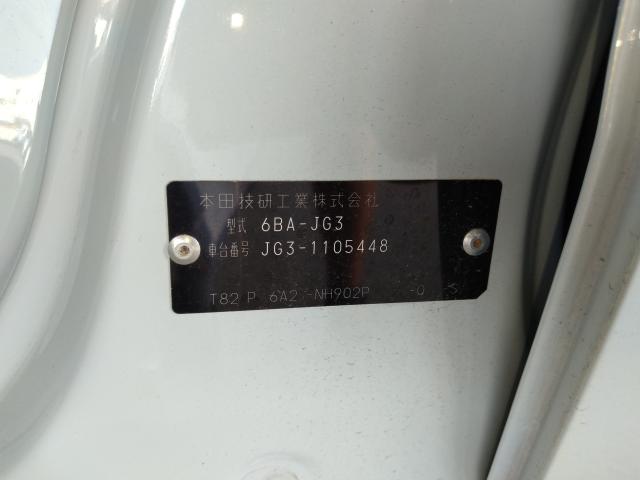 本田技研工業株式会社
型式 6BA-JG3
車台番号 JG3-1105448
T82 P 6A2 -NH902P -0 S